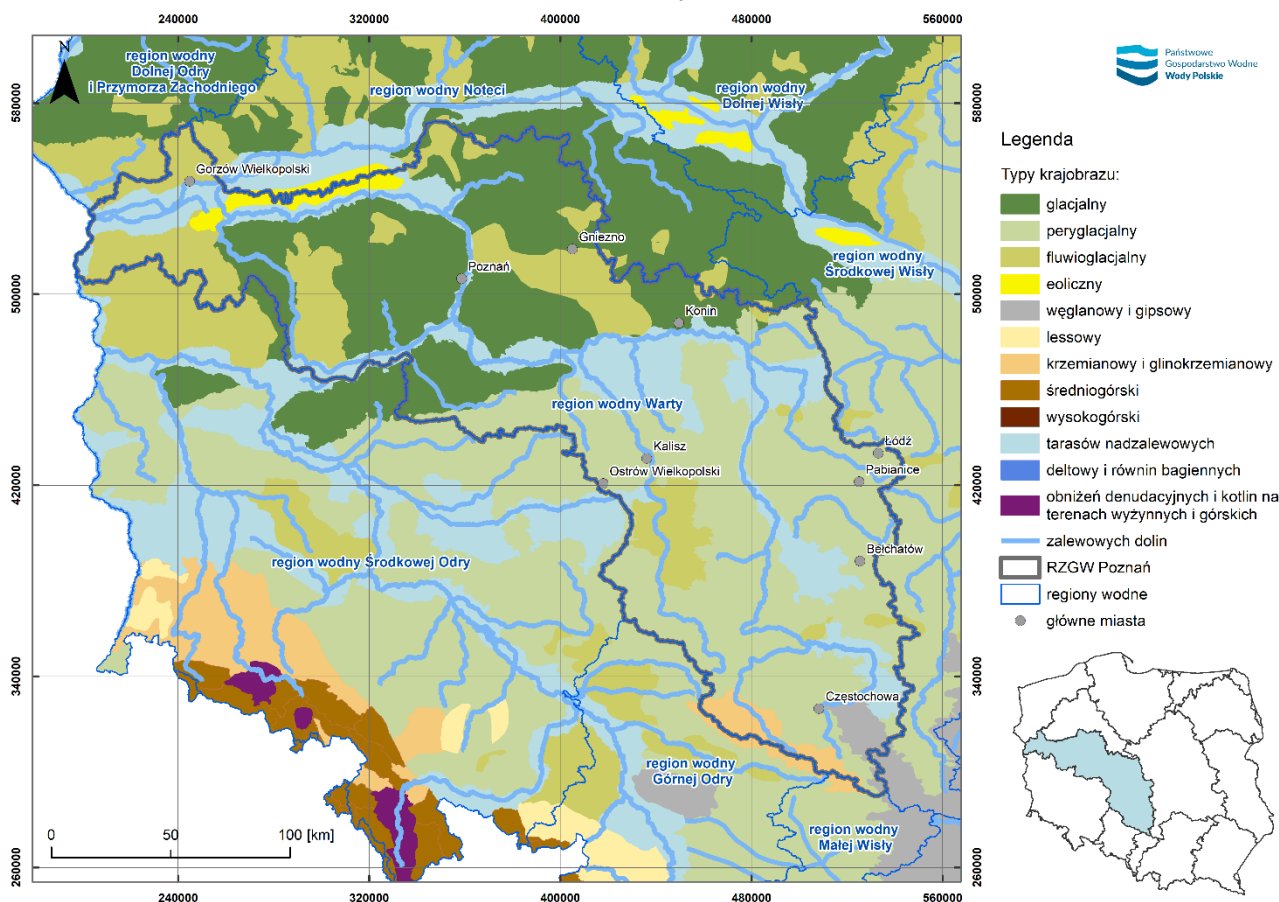 240000
320000
400000
480000
560000
N
region wodny
Dolnej Odry
i Przymorza Zachodniego
region wodny Noteci
region wodny
Dolnej Wisły
580000
580000
Gorzów Wielkopolski
Gniezno
region wodny
Środkowej Wisły
Poznań
500000
500000
Konin
region wodny Warty
Kalisz
Łódź
Ostrów Wielkopolski
Pabianice
420000
420000
region wodny Środkowej Odry
Bełchatów
340000
340000
Częstochowa
region wodny
Górnej Odry
region wodny
Małej Wisły
0
50
100 [km]
260000
260000
240000
320000
400000
480000
560000
Państwowe
Gospodarstwo Wodne
Wody Polskie
Legenda
Typy krajobrazu:
glacjalny
peryglacjalny
fluwioglacjalny
eoliczny
węglanowy i gipsowy
lessowy
krzemianowy i glinokrzemianowy
średniogórski
wysokogórski
tarasów nadzalewowych
deltowy i równin bagiennych
obniżeń denudacyjnych i kotlin na
terenach wyżynnych i górskich
zalewowych dolin
RZGW Poznań
regiony wodne
główne miasta